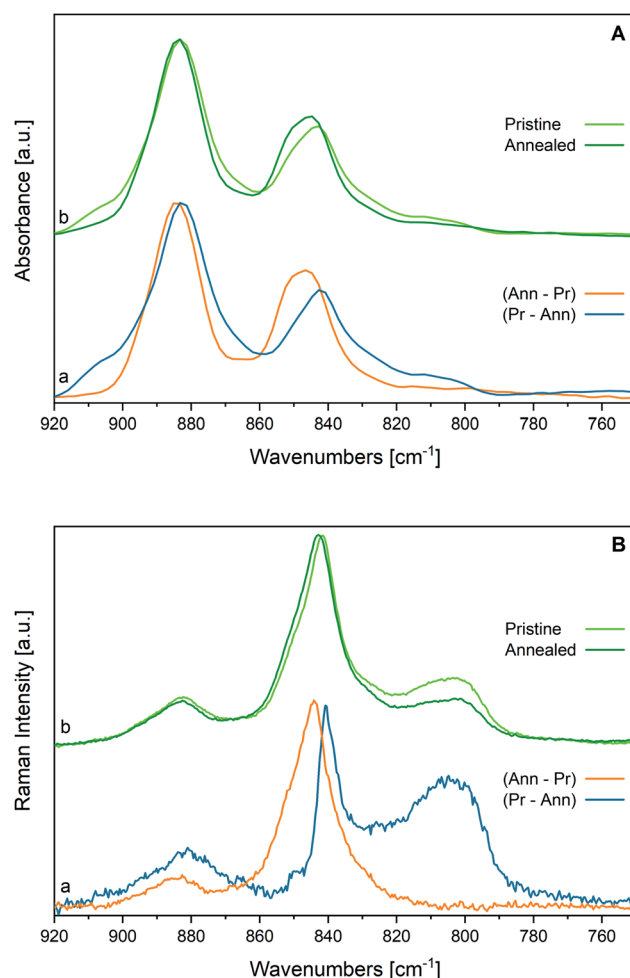 A
Absorbance [a.u.]
Pristine
Annealed
b
(Ann - Pr)
(Pr - Ann)
a
920 900 880 860 840 820 800 780 760
Wavenumbers [cm⁻¹]
B
Raman Intensity [a.u.]
Pristine
Annealed
b
(Ann - Pr)
(Pr - Ann)
a
920 900 880 860 840 820 800 780 760
Wavenumbers [cm⁻¹]